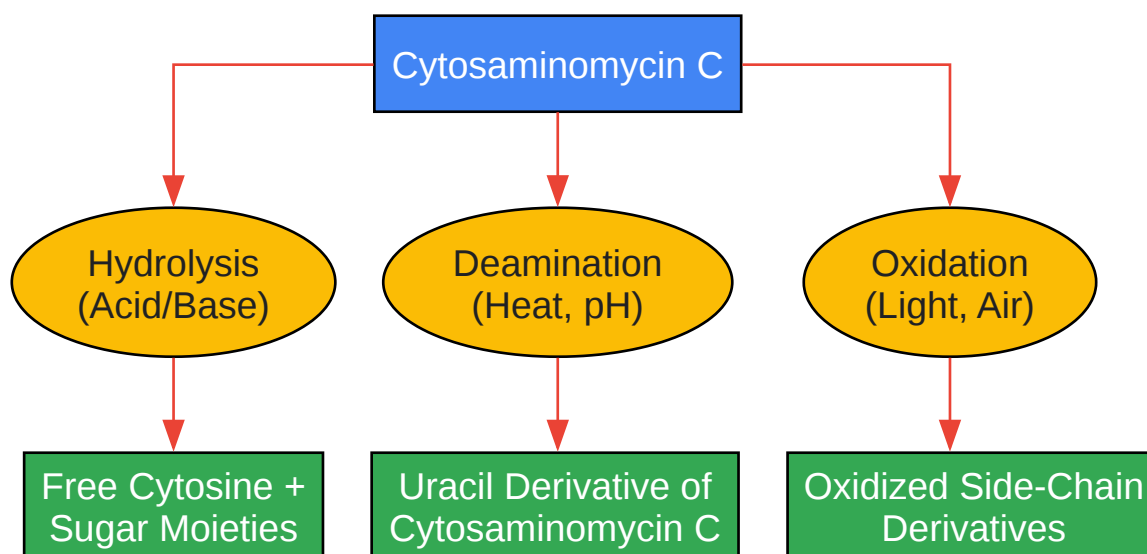 Cytosaminomycin C
Hydrolysis
(Acid/Base)
Deamination
(Heat, pH)
Oxidation
(Light, Air)
Free Cytosine +
Sugar Moieties
Uracil Derivative of
Cytosaminomycin C
Oxidized Side-Chain
Derivatives